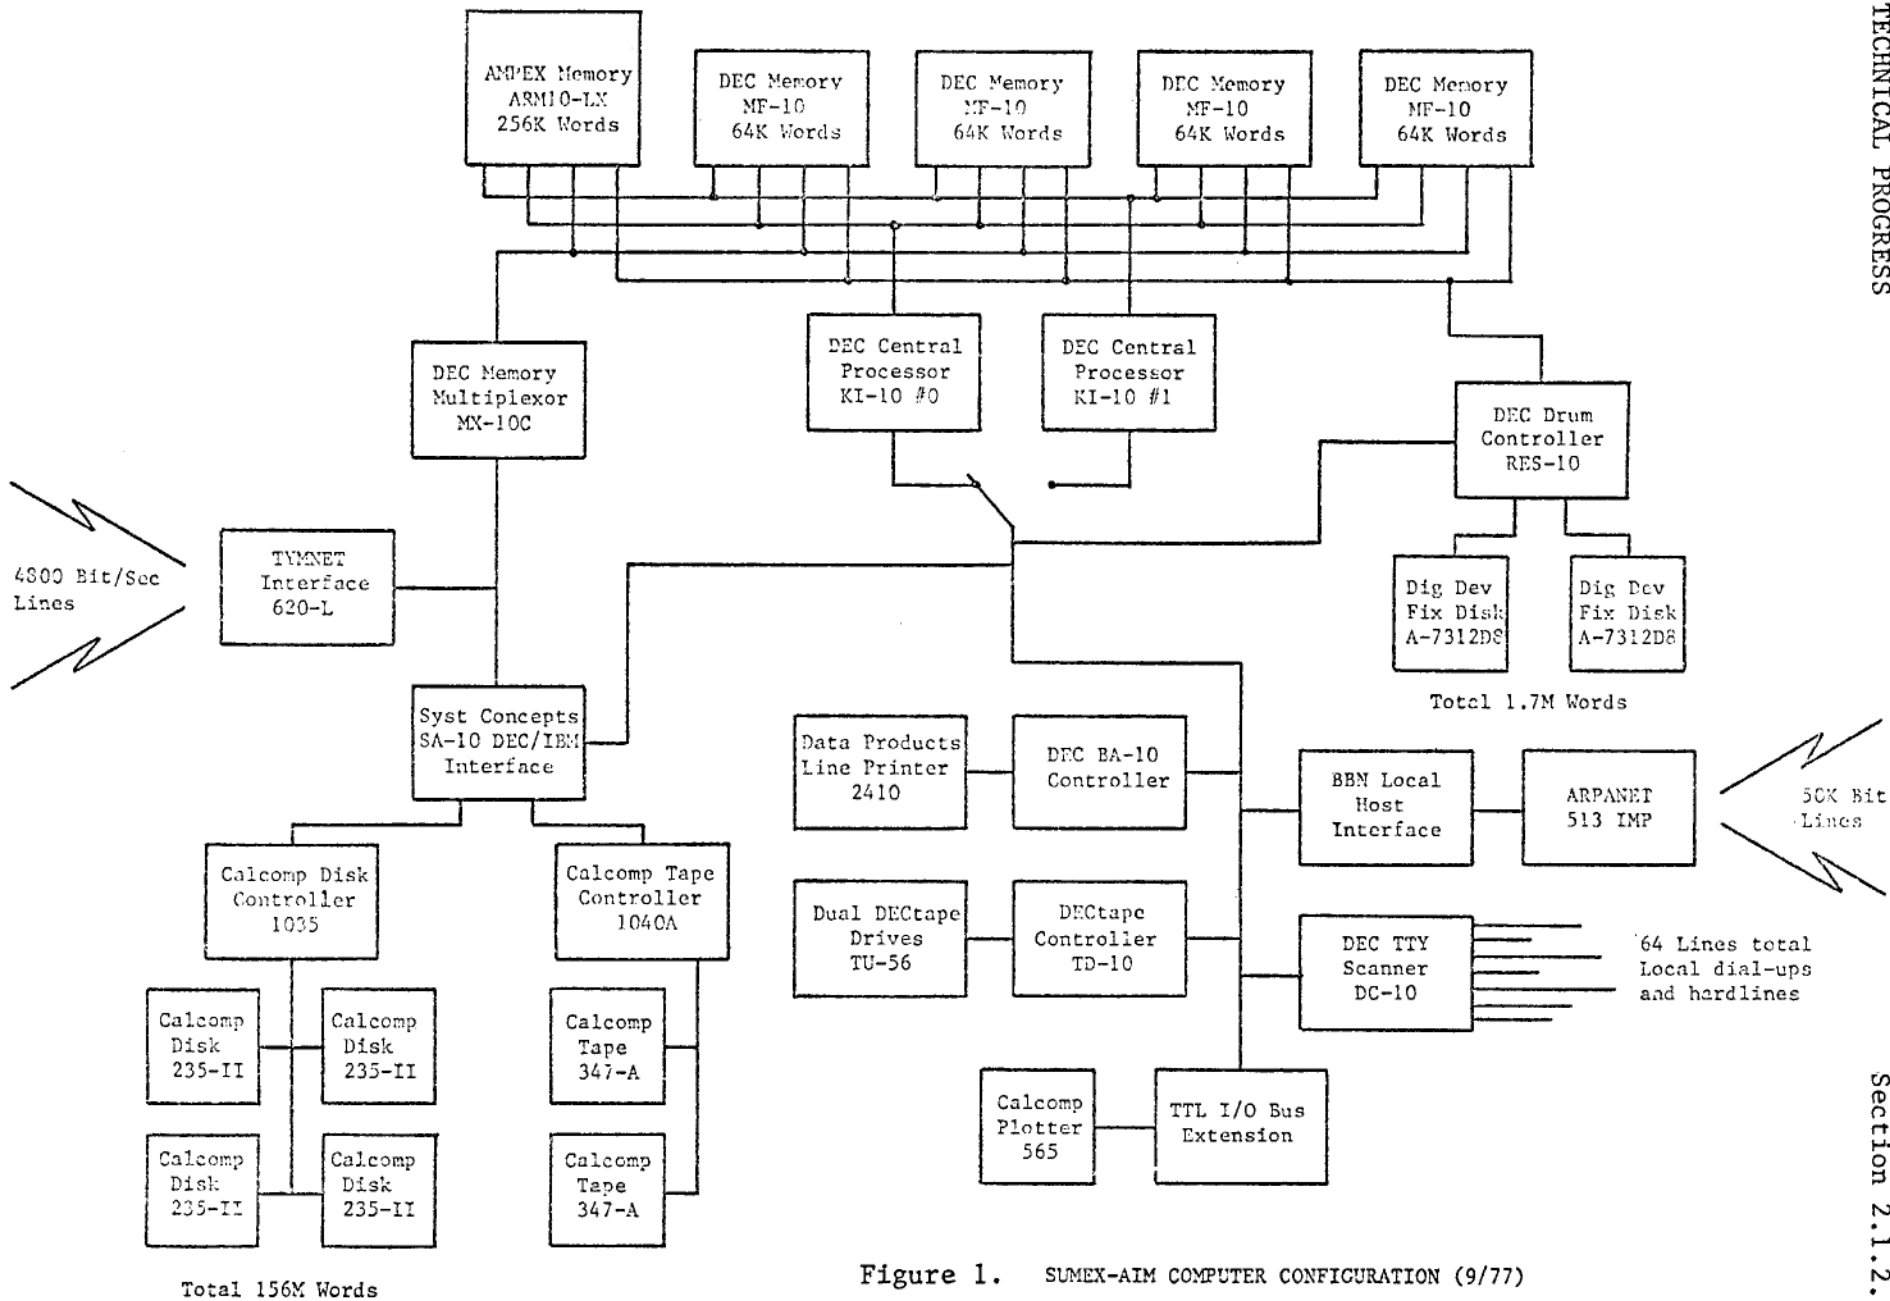 TECHNICAL PROGRESS
AMPEX Memory
ARM10-LX
256K Words
DEC Memory
MF-10
64K Words
DEC Memory
MF-10
64K Words
DEC Memory
MF-10
64K Words
DEC Memory
MF-10
64K Words
DEC Memory
Multiplexor
MX-10C
DEC Central
Processor
KI-10 #0
DEC Central
Processor
KI-10 #1
DEC Drum
Controller
RES-10
4800 Bit/Sec
Lines
TYMNET
Interface
620-L
Dig Dev
Fix Disk
A-7312D8
Dig Dev
Fix Disk
A-7312D8
Total 1.7M Words
Syst Concepts
SA-10 DEC/IBM
Interface
Data Products
Line Printer
2410
DEC BA-10
Controller
BBN Local
Host
Interface
ARPANET
513 IMP
50K Bit
Lines
Calcomp Disk
Controller
1035
Calcomp Tape
Controller
1040A
Dual DECtape
Drives
TU-56
DECtape
Controller
TD-10
DEC TTY
Scanner
DC-10
64 Lines total
Local dial-ups
and hardlines
Calcomp
Disk
235-II
Calcomp
Disk
235-II
Calcomp
Tape
347-A
Calcomp
Plotter
565
TTL I/O Bus
Extension
Calcomp
Disk
235-II
Calcomp
Disk
235-II
Calcomp
Tape
347-A
Total 156M Words
Figure 1. SUMEX-AIM COMPUTER CONFIGURATION (9/77)
Section 2.1.2.